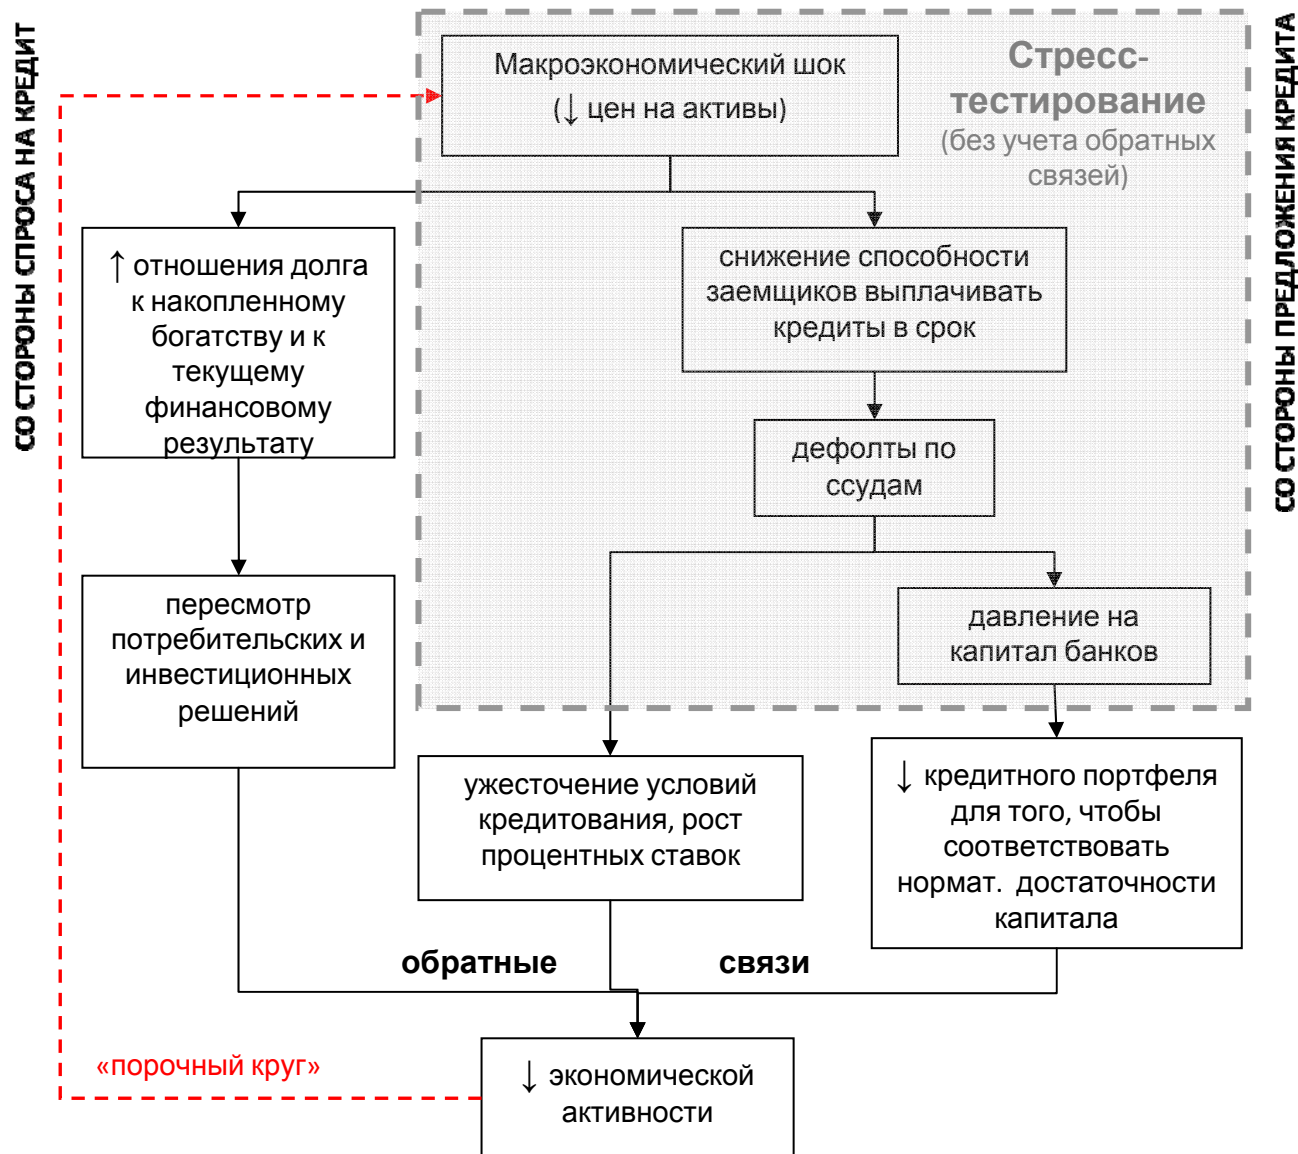 СО СТОРОНЫ СПРОСА НА КРЕДИТ
Макроэкономический шок
(↓ цен на активы)
Стресс-
тестирование
(без учета обратных
связей)
СО СТОРОНЫ ПРЕДЛОЖЕНИЯ КРЕДИТА
↑ отношения долга
к накопленному
богатству и к
текущему
финансовому
результату
снижение способности
заемщиков выплачивать
кредиты в срок
дефолты по
ссудам
пересмотр
потребительских и
инвестиционных
решений
давление на
капитал банков
ужесточение условий
кредитования, рост
процентных ставок
↓ кредитного портфеля
для того, чтобы
соответствовать
нормат. достаточности
капитала
обратные связи
«порочный круг»
↓ экономической
активности